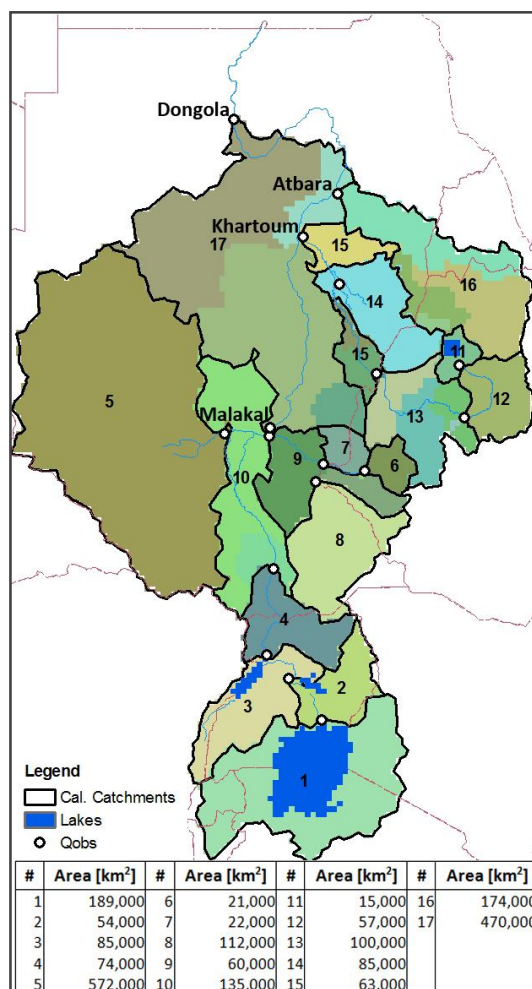 Dongola
Atbara
Khartoum
17
15
16
14
11
15
12
5
13
Malakal
7
9
6
10
8
4
2
3
1
Legend
Cal. Catchments
Lakes
Qobs
# Area [km²] # Area [km²] # Area [km²] # Area [km²]
1 189,000 6 21,000 11 15,000 16 174,000
2 54,000 7 22,000 12 57,000 17 470,000
3 85,000 8 112,000 13 100,000
4 74,000 9 60,000 14 85,000
5 572,000 10 135,000 15 63,000